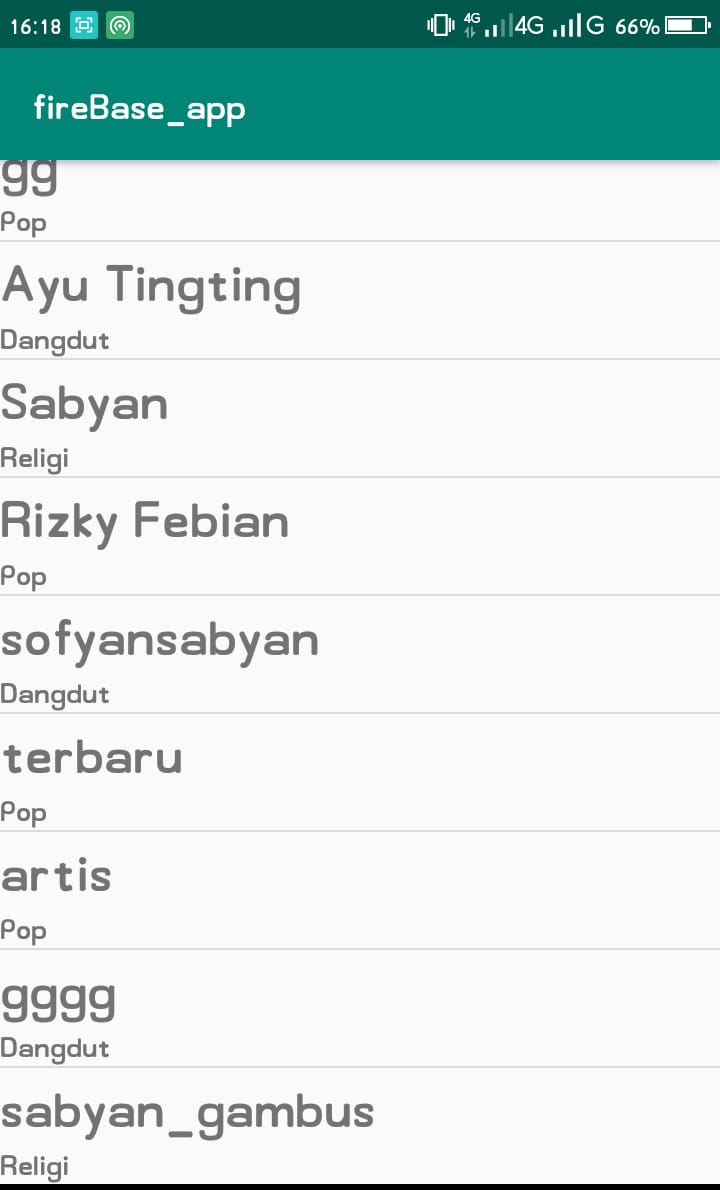 16:18 4G 4G G 66%
fireBase_app
gg
Pop
Ayu Tingting
Dangdut
Sabyan
Religi
Rizky Febian
Pop
sofyansabyan
Dangdut
terbaru
Pop
artis
Pop
gggg
Dangdut
sabyan_gambus
Religi